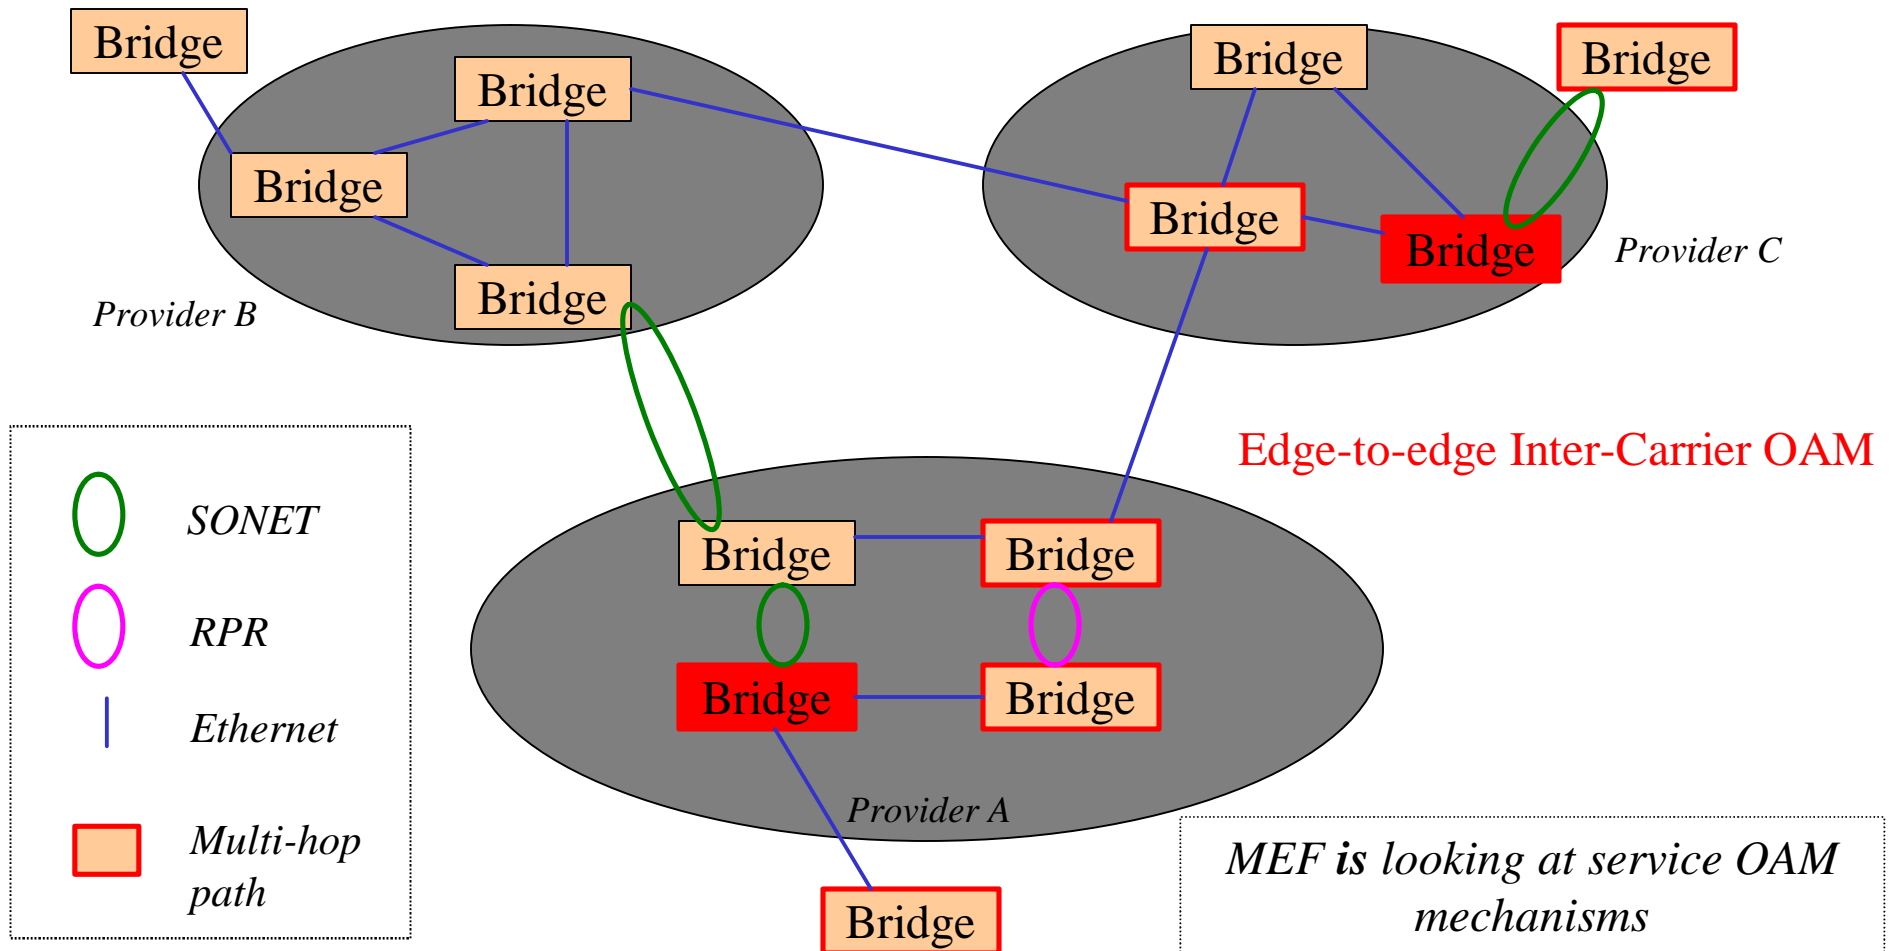 Bridge
Bridge
Bridge
Bridge
Bridge
Bridge
Bridge
Bridge
Provider C
Bridge
Provider B
Edge-to-edge Inter-Carrier OAM
SONET
RPR
Ethernet
Multi-hop
path
Bridge
Bridge
Bridge
Bridge
Provider A
Bridge
MEF is looking at service OAM
mechanisms